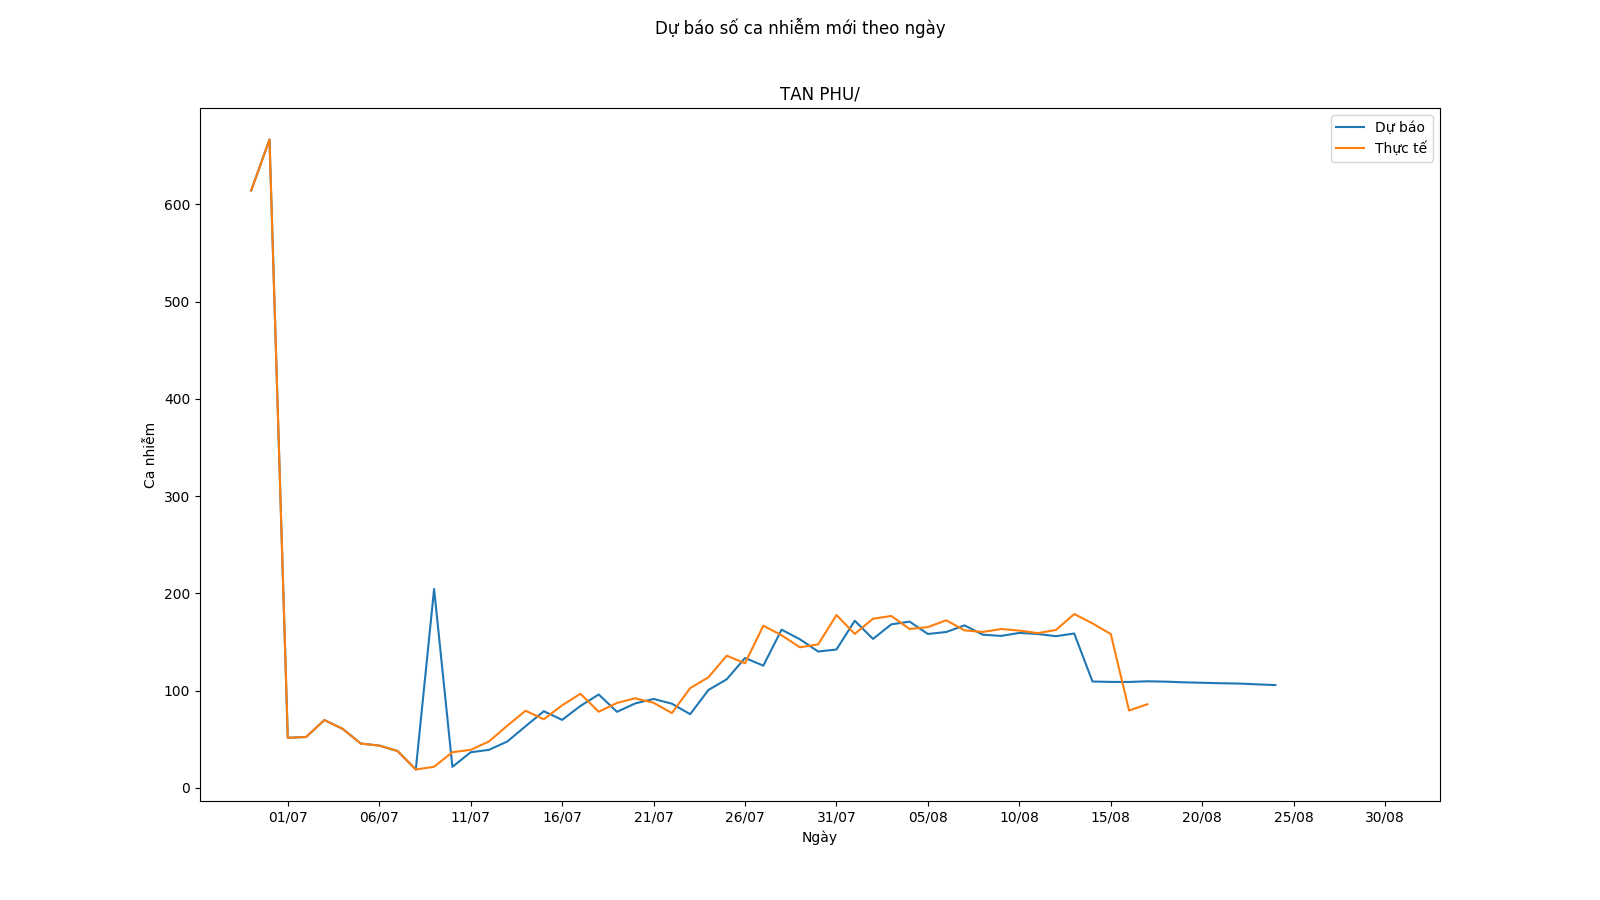 Dự báo số ca nhiễm mới theo ngày
TAN PHU/
Dự báo
Thực tế
600
500
400
300
200
100
0
Ca nhiễm
01/07 06/07 11/07 16/07 21/07 26/07 31/07 05/08 10/08 15/08 20/08 25/08 30/08
Ngày